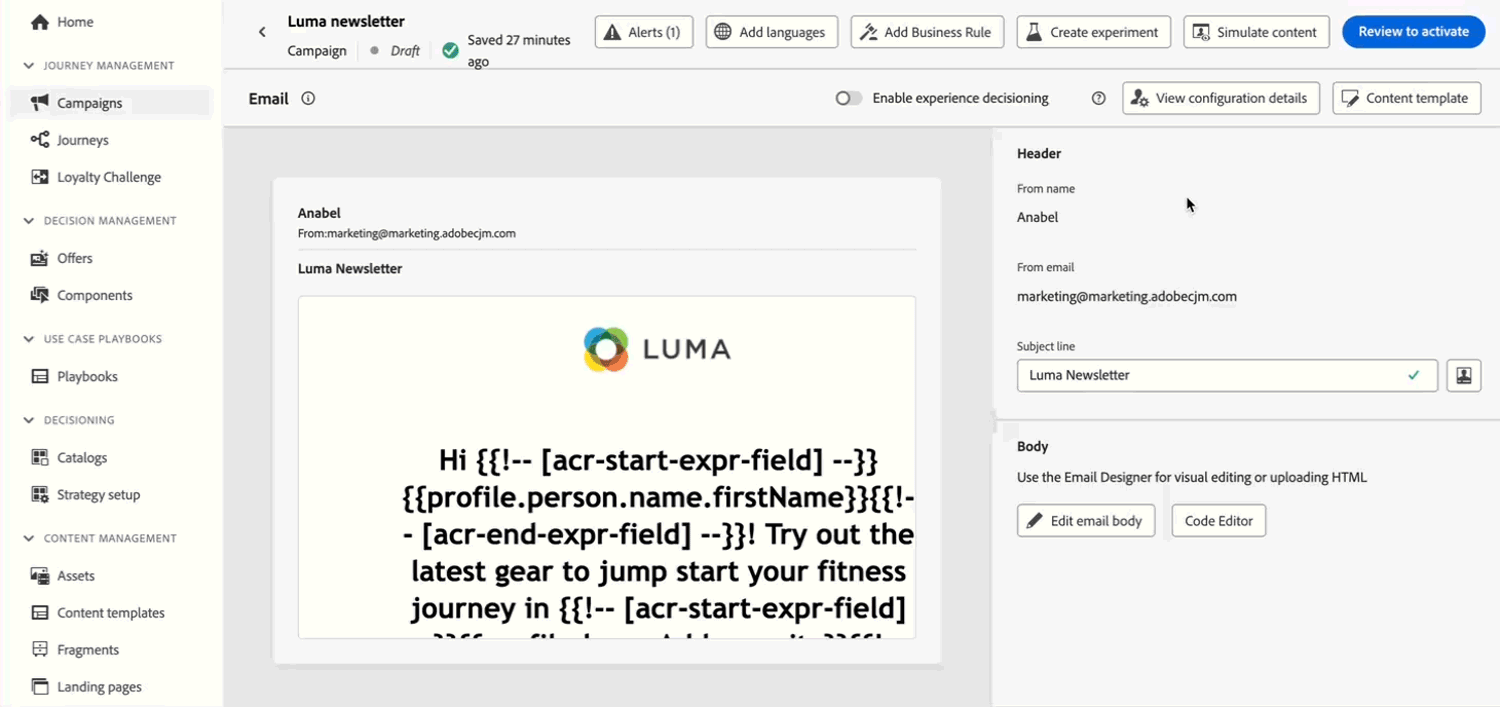 Home
JOURNEY MANAGEMENT
Campaigns
Journeys
Loyalty Challenge
DECISION MANAGEMENT
Offers
Components
USE CASE PLAYBOOKS
Playbooks
DECISIONING
Catalogs
Strategy setup
CONTENT MANAGEMENT
Assets
Content templates
Fragments
Landing pages
Luma newsletter
Campaign
Draft
Saved 27 minutes
ago
Alerts (1)
Add languages
Add Business Rule
Create experiment
Simulate content
Review to activate
Email
Enable experience decisioning
View configuration details
Content template
Anabel
From:marketing@marketing.adobecjm.com
Luma Newsletter
LUMA
Hi {{!-- [acr-start-expr-field] --}}
{{profile.person.name.firstName}}{{!-
- [acr-end-expr-field] --}}! Try out the
latest gear to jump start your fitness
journey in {{!-- [acr-start-expr-field]
Header
From name
Anabel
From email
marketing@marketing.adobecjm.com
Subject line
Luma Newsletter
Body
Use the Email Designer for visual editing or uploading HTML
Edit email body
Code Editor